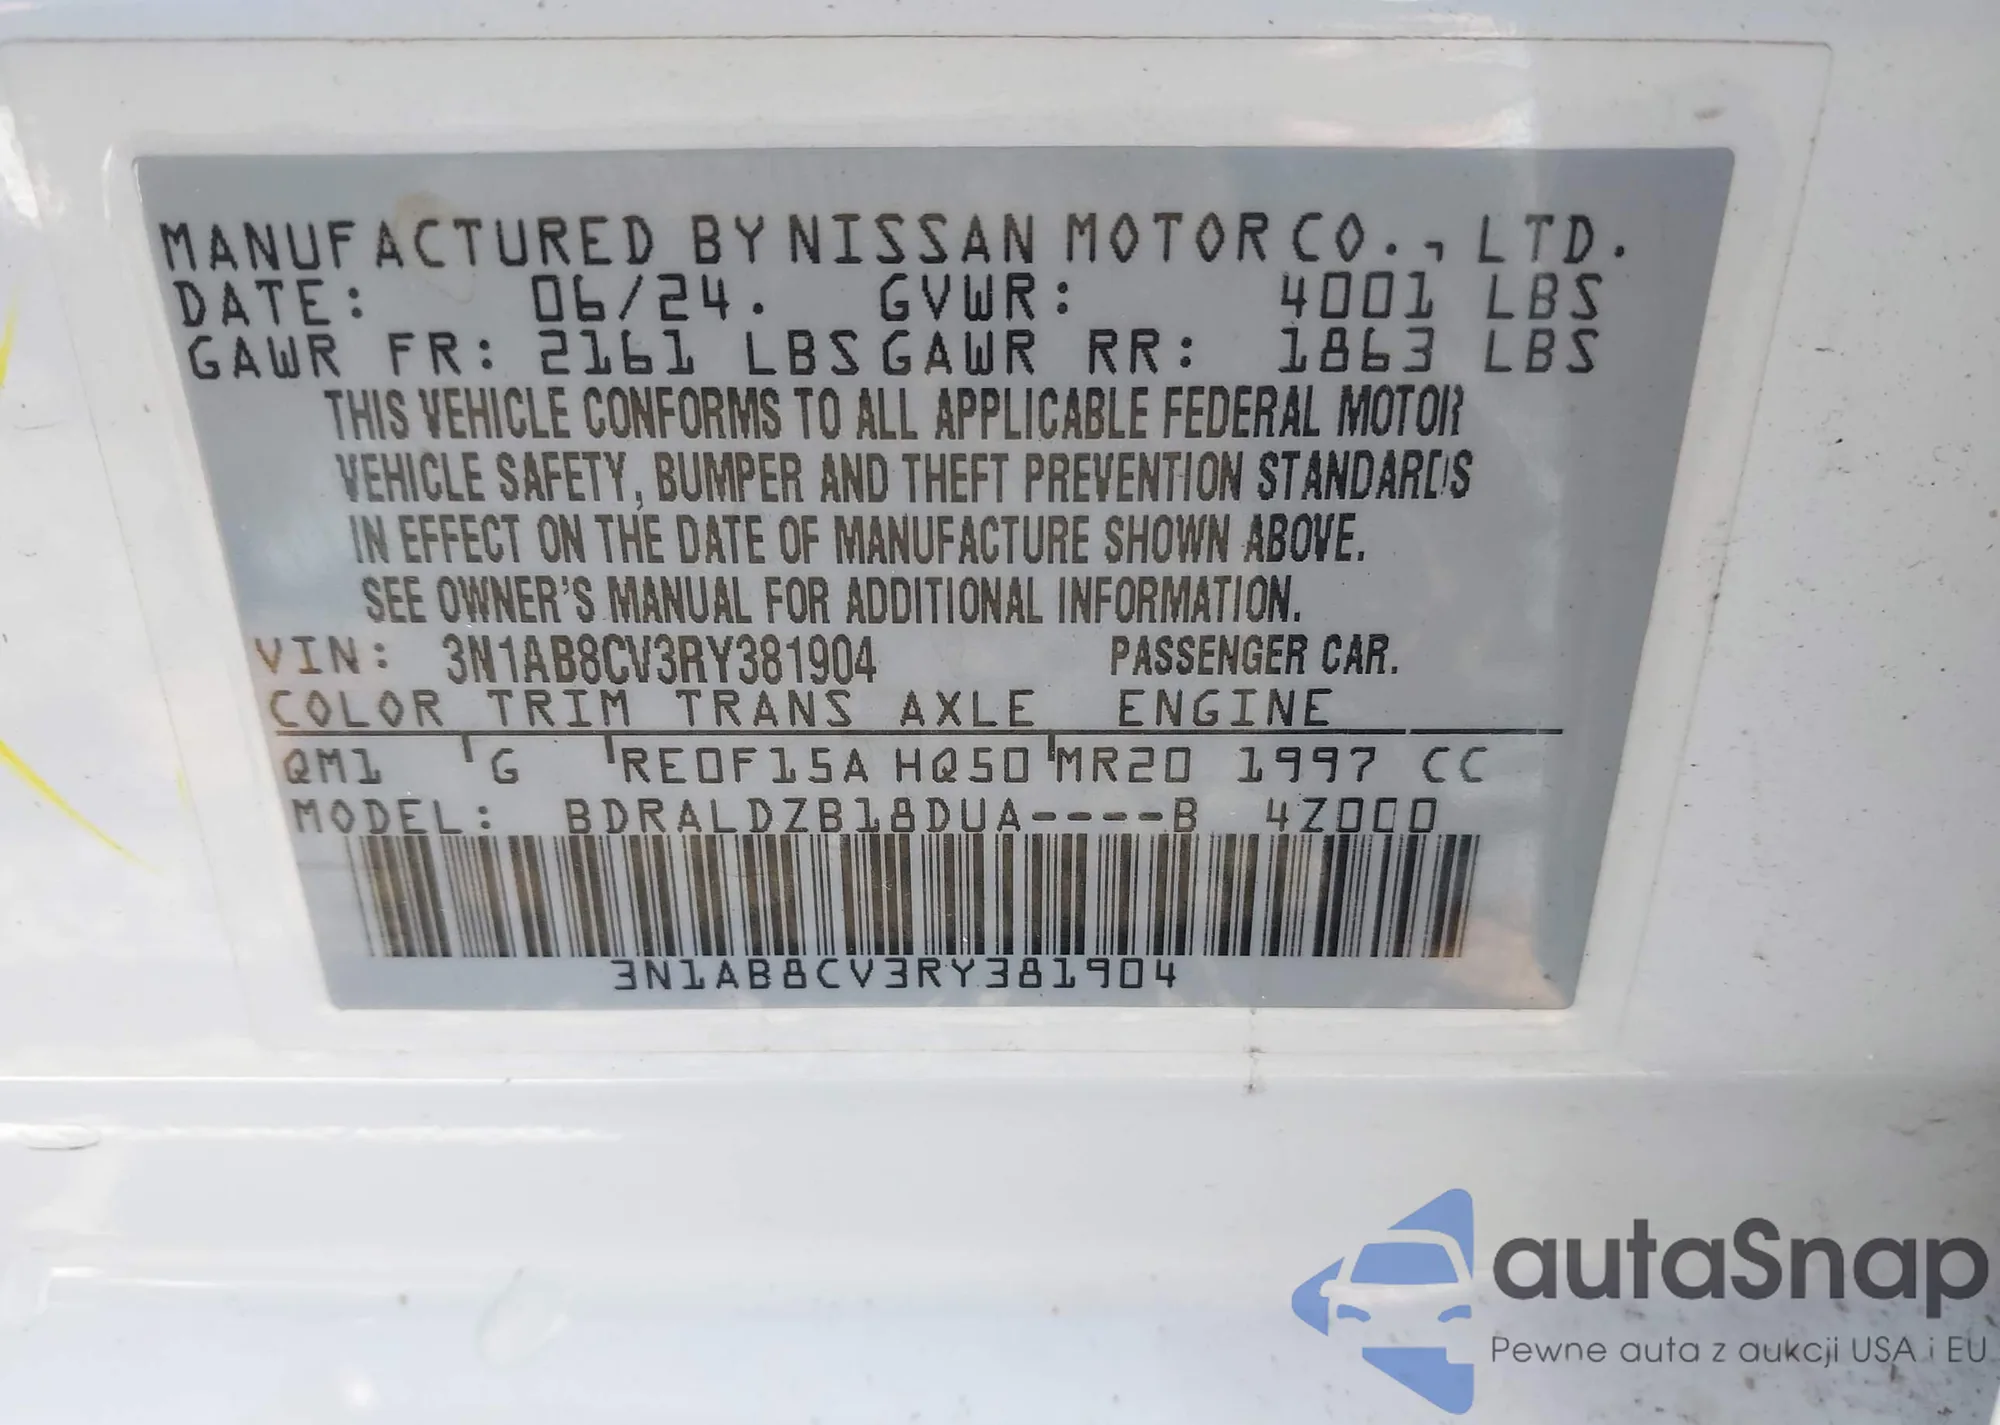 MANUFACTURED BY NISSAN MOTOR CO., LTD.
DATE: 06/24. GVWR: 4001 LBS
GAWR FR: 2161 LBS GAWR RR: 1863 LBS
THIS VEHICLE CONFORMS TO ALL APPLICABLE FEDERAL MOTOR
VEHICLE SAFETY, BUMPER AND THEFT PREVENTION STANDARDS
IN EFFECT ON THE DATE OF MANUFACTURE SHOWN ABOVE.
SEE OWNER'S MANUAL FOR ADDITIONAL INFORMATION.
VIN: 3N1AB8CV3RY381904 PASSENGER CAR.
COLOR TRIM TRANS AXLE ENGINE
QM1 G RE0F15A HQ50 MR20 1997 CC
MODEL: BDRALDZB18DUA----B 4Z000
3N1AB8CV3RY381904
autaSnap
Pewne auta z aukcji USA i EU